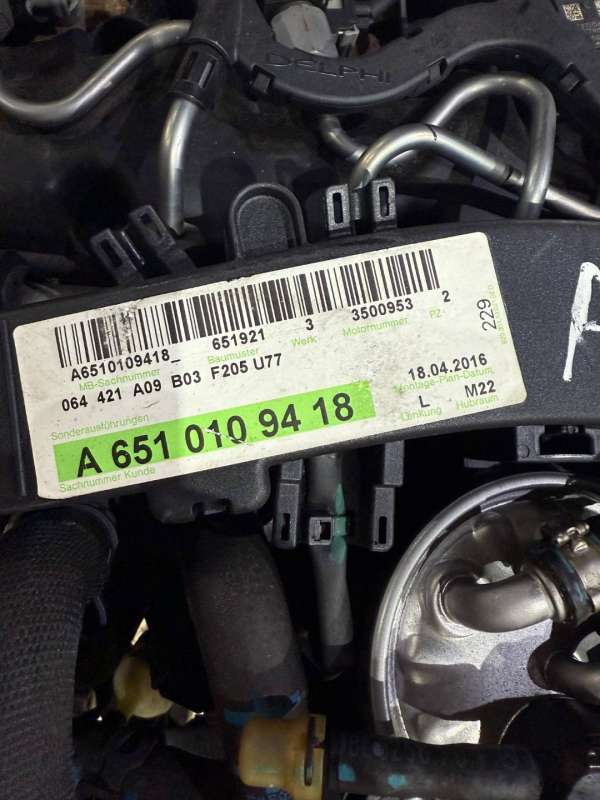 DELPHI
A6510109418_ 651921 3 3500953 2
MB-Sachnummer Baumuster Werk Motornummer PZ
064 421 A09 B03 F205 U77
Sonderausführungen
18.04.2016
Montage-Plan-Datum
L M22
Lenkung Hubraum
A 651 010 94 18
Sachnummer Kunde
229